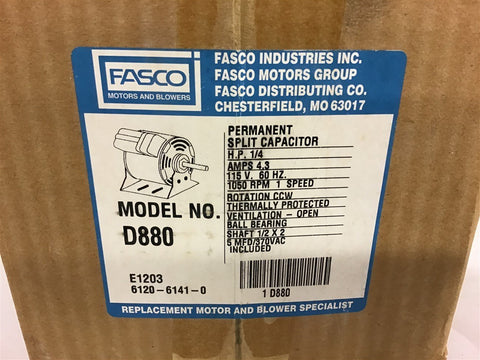 FASCO
MOTORS AND BLOWERS
FASCO INDUSTRIES INC.
FASCO MOTORS GROUP
FASCO DISTRIBUTING CO.
CHESTERFIELD, MO 63017
PERMANENT
SPLIT CAPACITOR
H.P. 1/4
AMPS 4.3
115 V. 60 HZ.
1050 RPM 1 SPEED
ROTATION CCW
THERMALLY PROTECTED
VENTILATION - OPEN
BALL BEARING
SHAFT 1/2 X 2
5 MFD/370VAC
INCLUDED
MODEL NO.
D880
E1203
6120-6141-0
1 D880
REPLACEMENT MOTOR AND BLOWER SPECIALIST